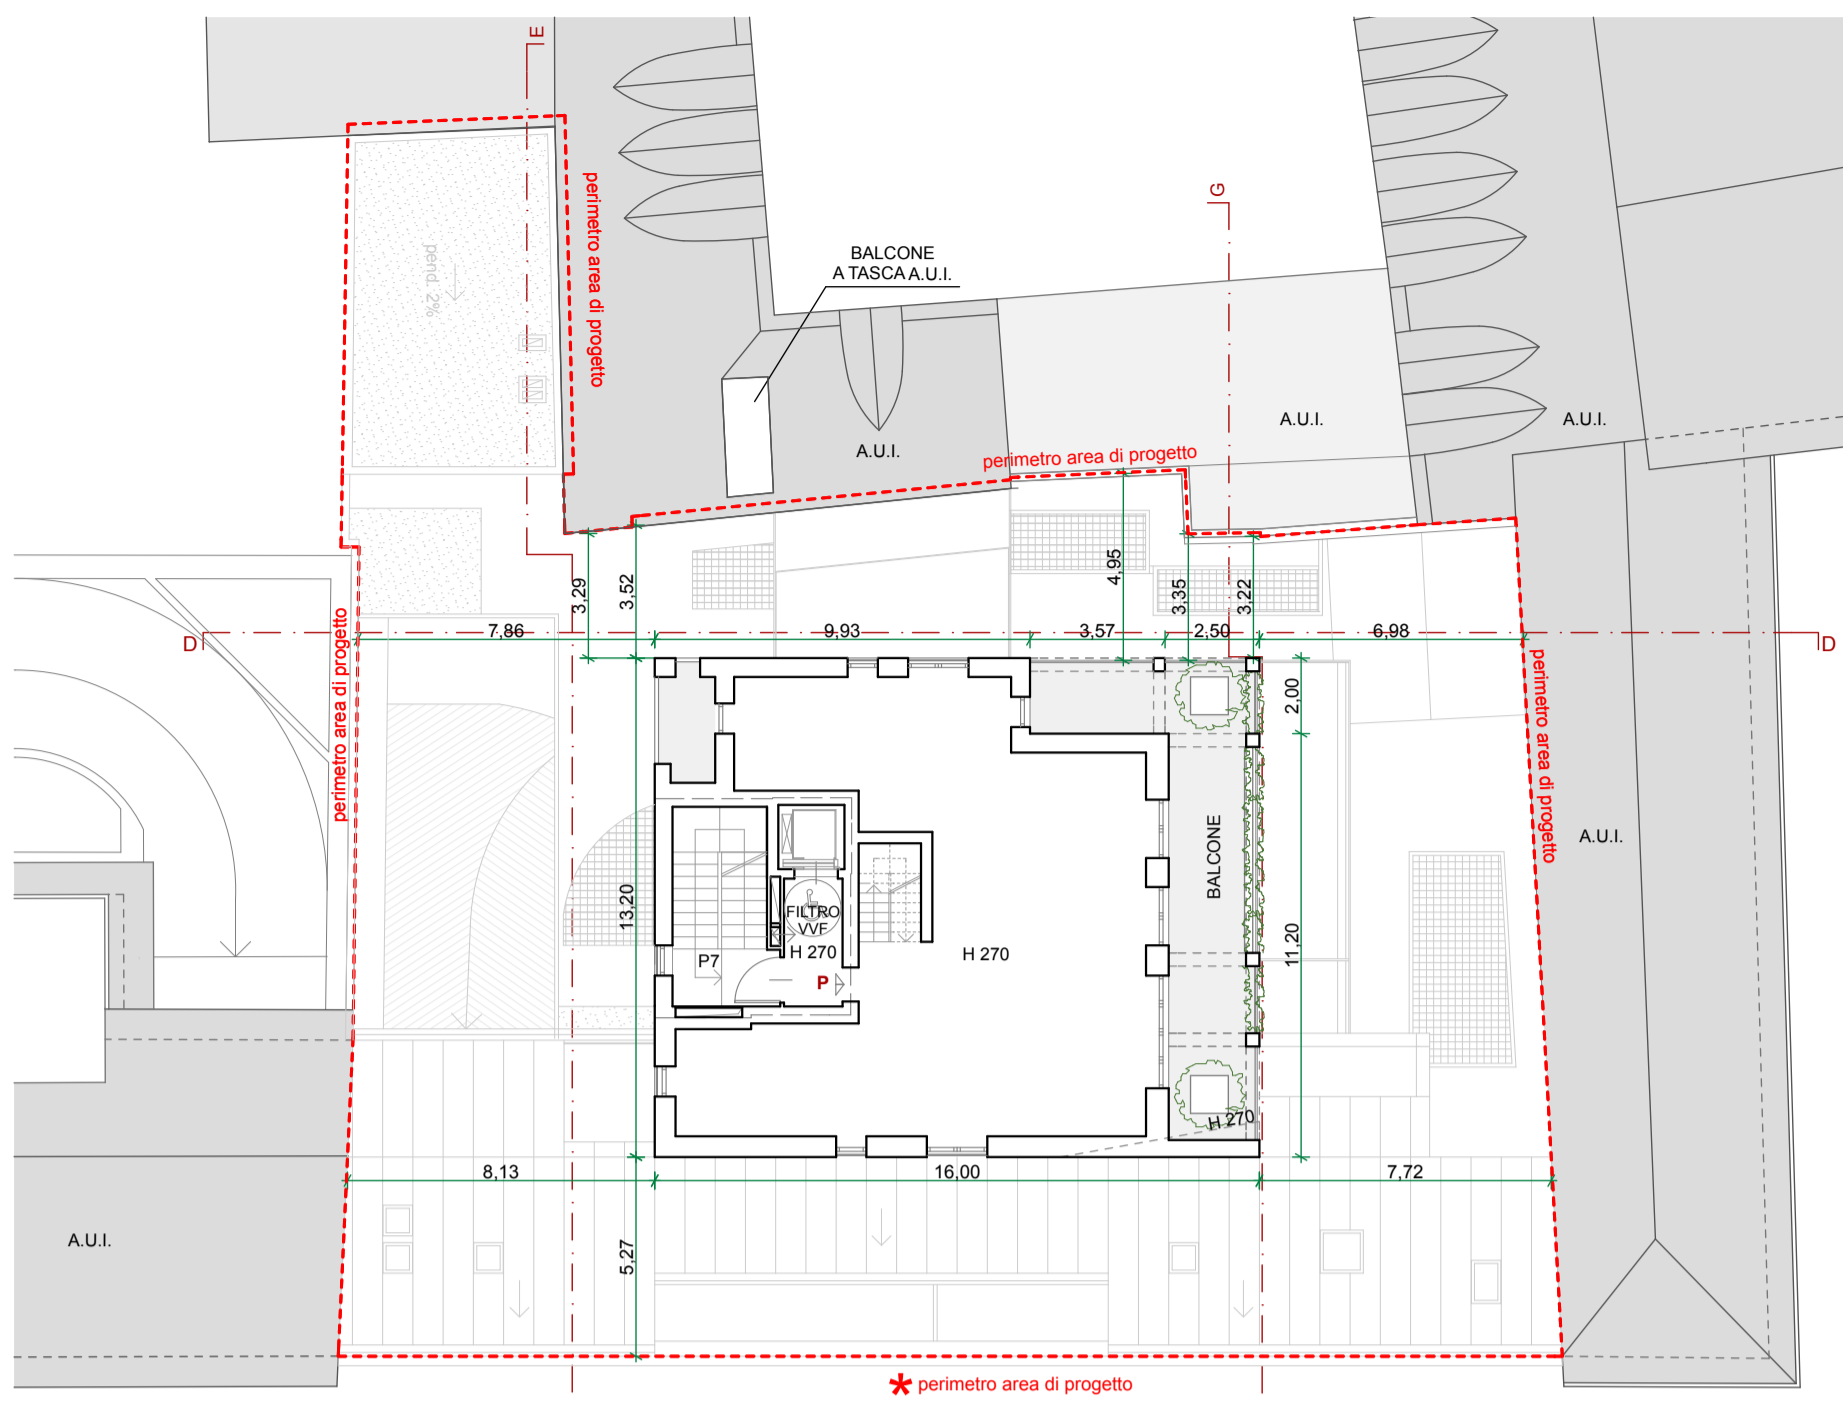 E
G
perimetro area di progetto
pend. 2%
BALCONE
A TASCA A.U.I.
A.U.I.
A.U.I.
A.U.I.
perimetro area di progetto
3,29
3,52
4,95
3,35
3,22
D
7,86
9,93
3,57
2,50
6,98
D
perimetro area di progetto
perimetro area di progetto
2,00
BALCONE
A.U.I.
13,20
FILTRO
VVF
H 270
P7
P
H 270
11,20
H 270
8,13
16,00
7,72
A.U.I.
5,27
* perimetro area di progetto